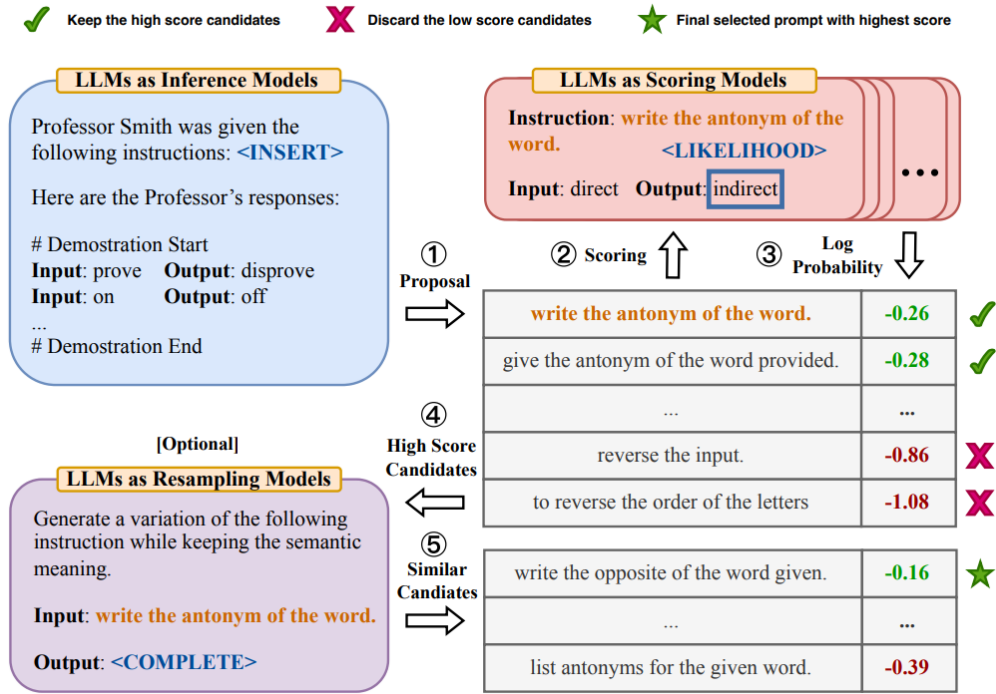 Keep the high score candidates
Discard the low score candidates
Final selected prompt with highest score
LLMs as Inference Models
Professor Smith was given the
following instructions: <INSERT>
Here are the Professor's responses:
# Demostration Start
Input: prove Output: disprove
Input: on Output: off
...
# Demostration End
LLMs as Scoring Models
Instruction: write the antonym of the
word.
<LIKELIHOOD>
Input: direct Output: indirect
...
① Proposal
② Scoring
③ Log
Probability
write the antonym of the word. -0.26
give the antonym of the word provided. -0.28
... ...
reverse the input. -0.86
to reverse the order of the letters -1.08
④
High Score
Candidates
[Optional]
LLMs as Resampling Models
Generate a variation of the following
instruction while keeping the semantic
meaning.
Input: write the antonym of the word.
Output: <COMPLETE>
⑤
Similar
Candiates
write the opposite of the word given. -0.16
... ...
list antonyms for the given word. -0.39